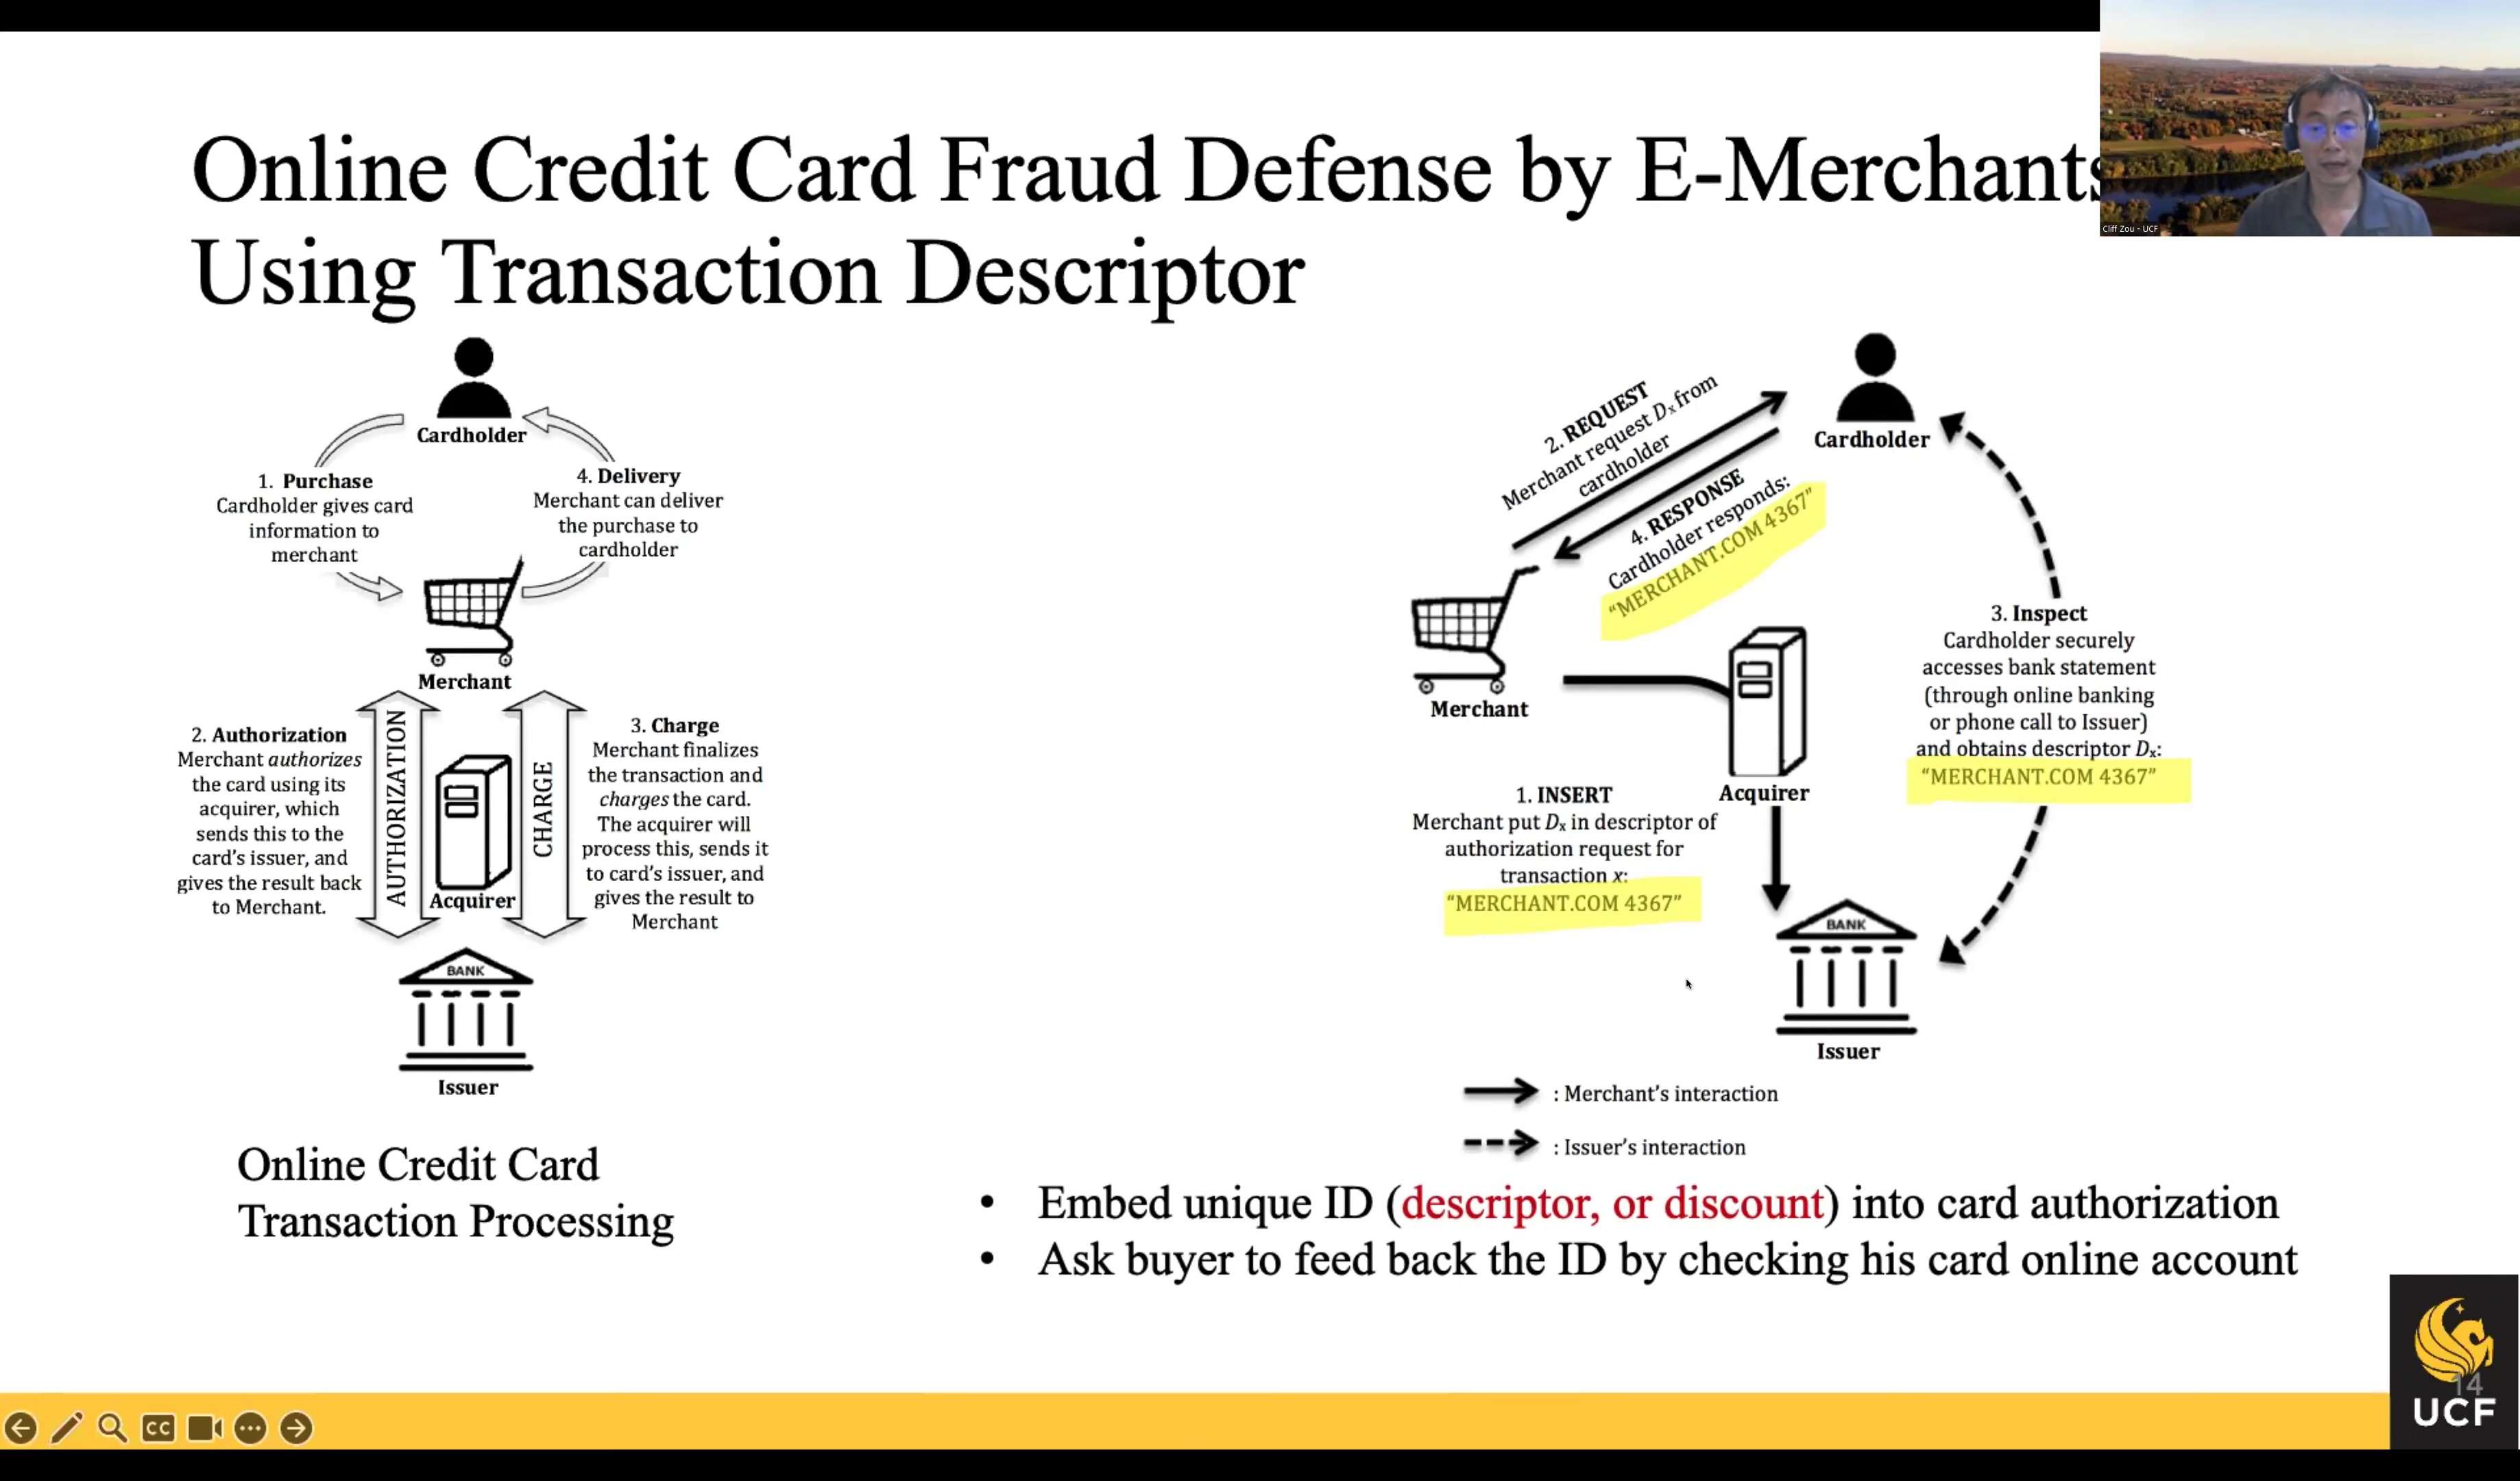 Online Credit Card Fraud Defense by E-Merchants
Using Transaction Descriptor
Cliff Zou - UCF
Cardholder
1. Purchase
Cardholder gives card
information to
merchant
4. Delivery
Merchant can deliver
the purchase to
cardholder
Merchant
2. Authorization
Merchant authorizes
the card using its
acquirer, which
sends this to the
card's issuer, and
gives the result back
to Merchant.
AUTHORIZATION
Acquirer
CHARGE
3. Charge
Merchant finalizes
the transaction and
charges the card.
The acquirer will
process this, sends it
to card's issuer, and
gives the result to
Merchant
BANK
Issuer
Online Credit Card
Transaction Processing
2. REQUEST
Merchant request Dx from
cardholder
4. RESPONSE
Cardholder responds:
"MERCHANT.COM 4367"
Cardholder
Merchant
Acquirer
1. INSERT
Merchant put Dx in descriptor of
authorization request for
transaction x:
"MERCHANT.COM 4367"
3. Inspect
Cardholder securely
accesses bank statement
(through online banking
or phone call to Issuer)
and obtains descriptor Dx:
"MERCHANT.COM 4367"
BANK
Issuer
: Merchant's interaction
: Issuer's interaction
• Embed unique ID (descriptor, or discount) into card authorization
• Ask buyer to feed back the ID by checking his card online account
14
UCF
CC